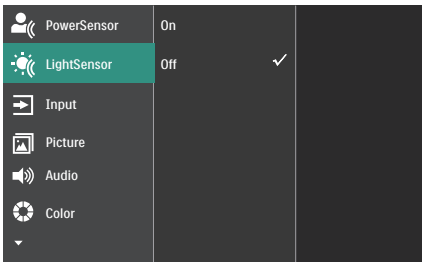 PowerSensor
On
LightSensor
Off
Input
Picture
Audio
Color